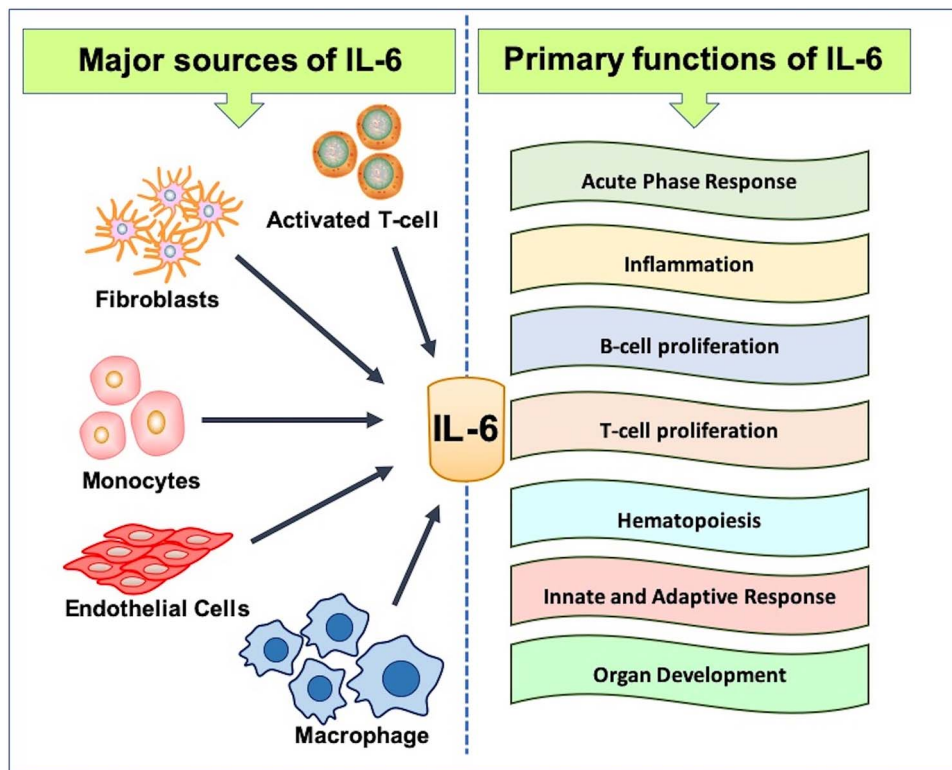 Major sources of IL-6
Activated T-cell
Fibroblasts
Monocytes
Endothelial Cells
Macrophage
IL-6
Primary functions of IL-6
Acute Phase Response
Inflammation
B-cell proliferation
T-cell proliferation
Hematopoiesis
Innate and Adaptive Response
Organ Development